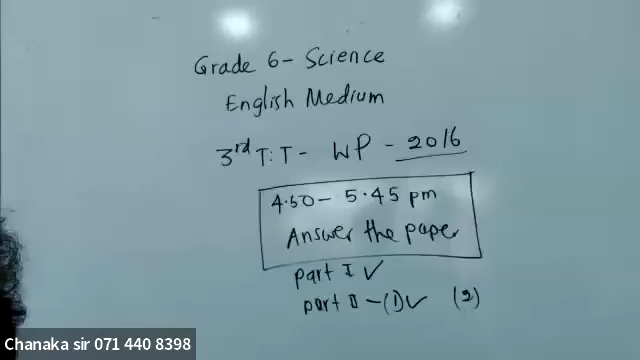 Grade 6- Science
English Medium
3rd T.T - WP - 2016
4.50 - 5.45 pm
Answer the paper
part I ✓
part II - (1)✓ (2)
Chanaka sir 071 440 8398